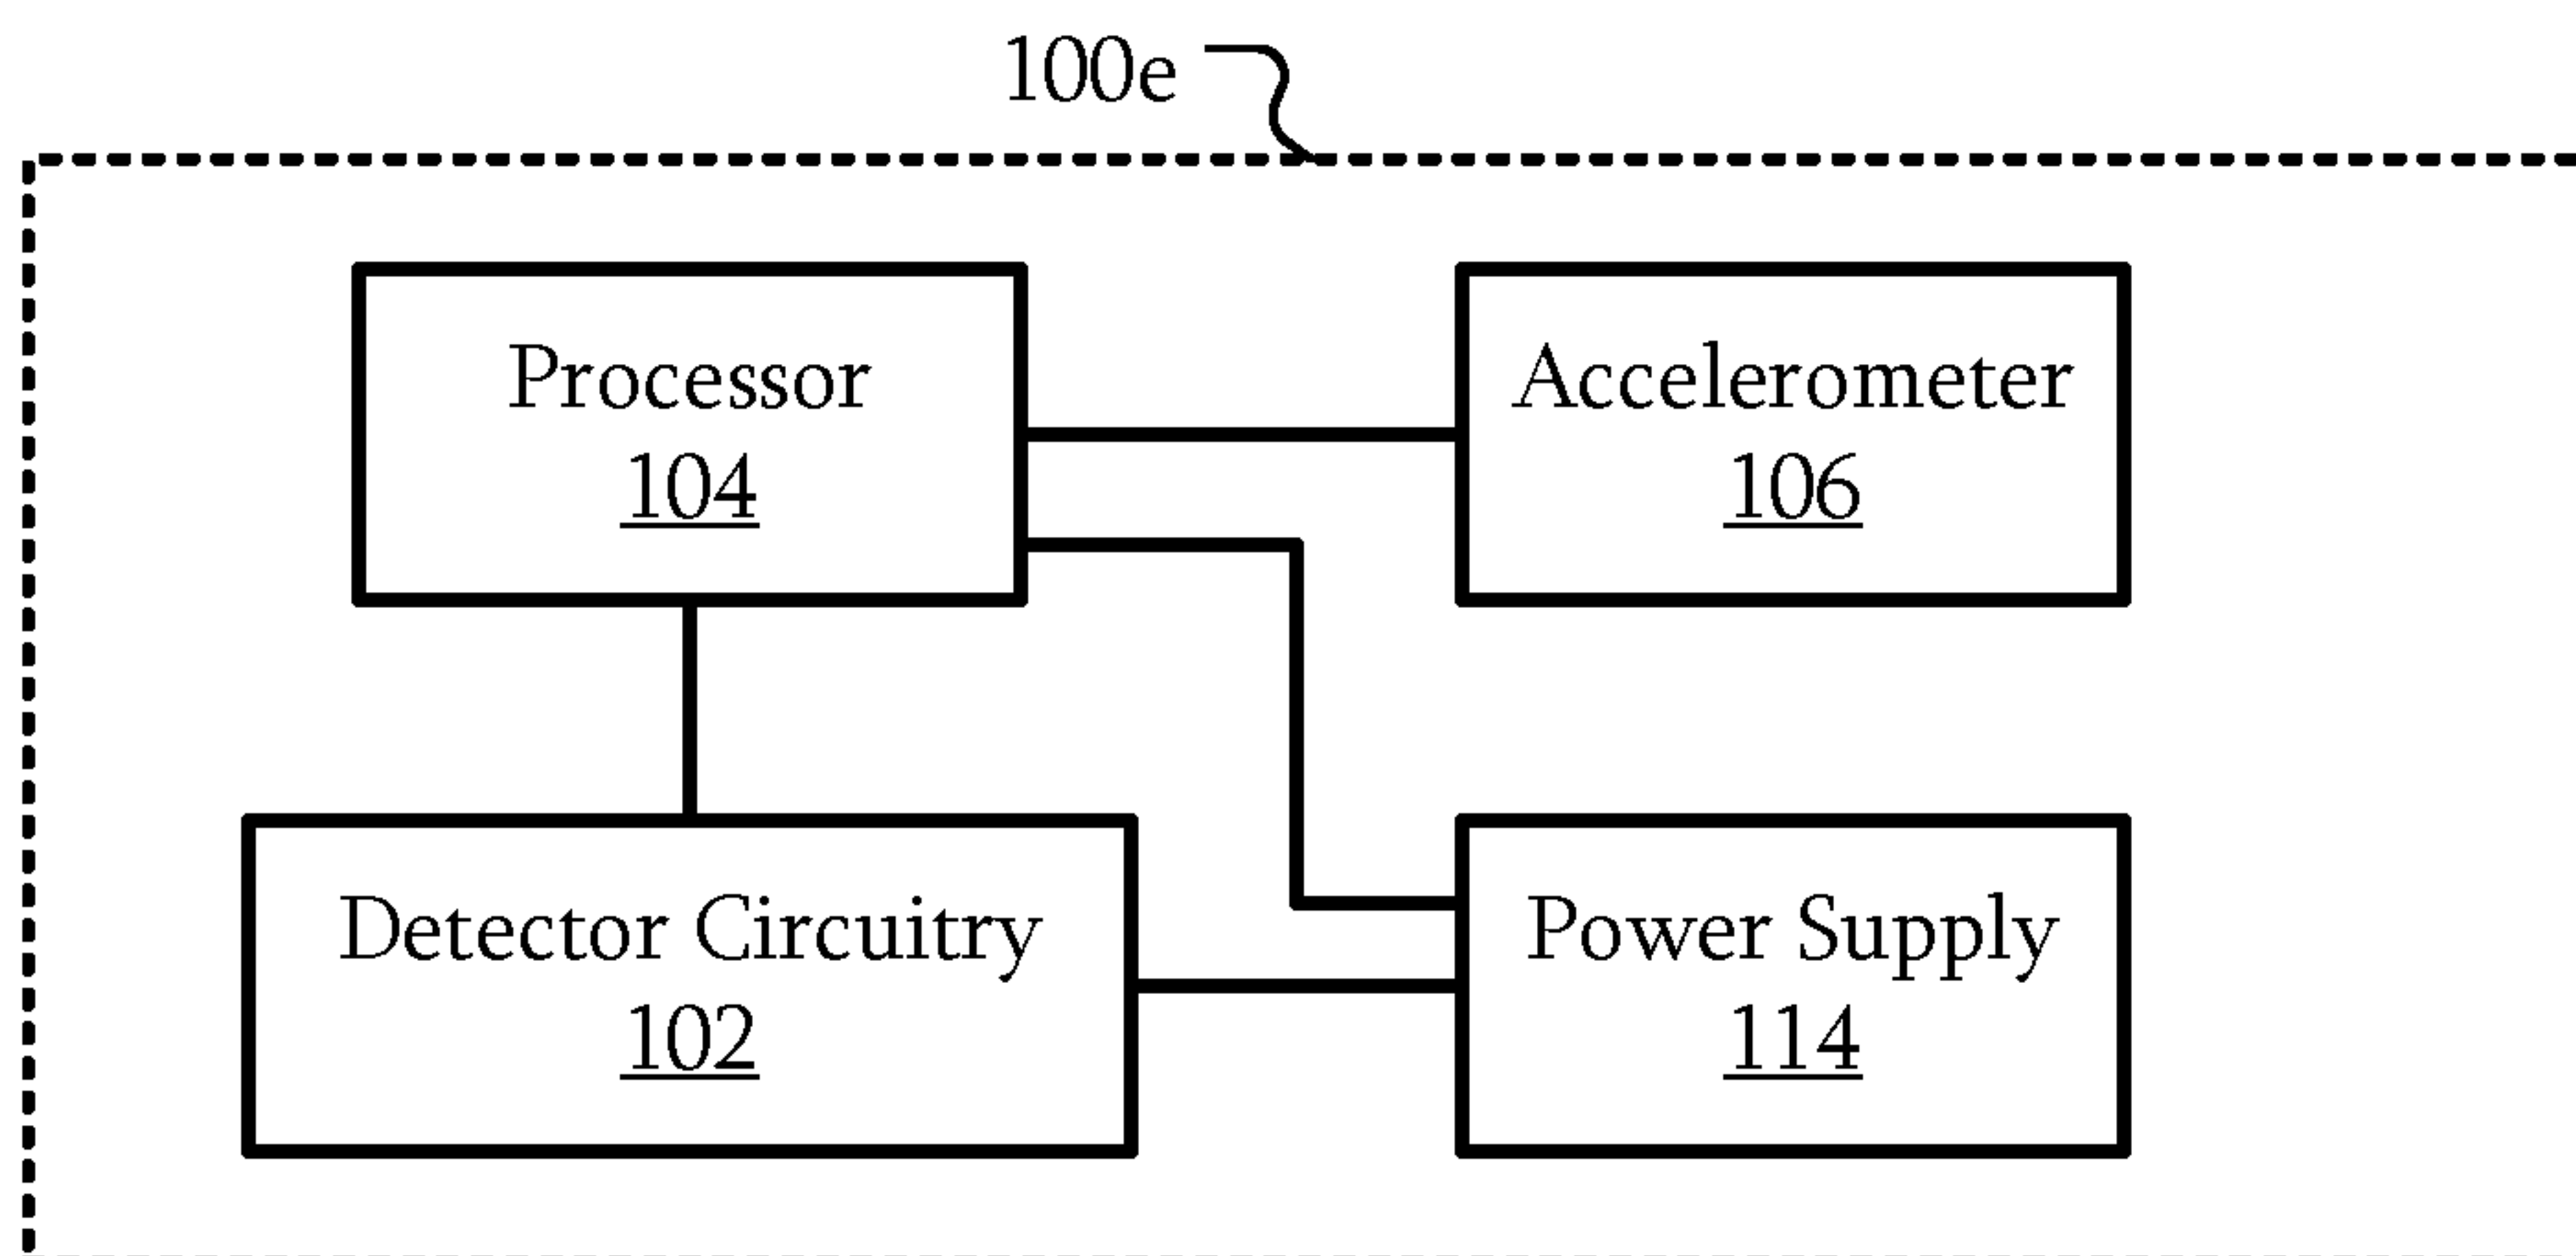 100e
Processor
104
Accelerometer
106
Detector Circuitry
102
Power Supply
114